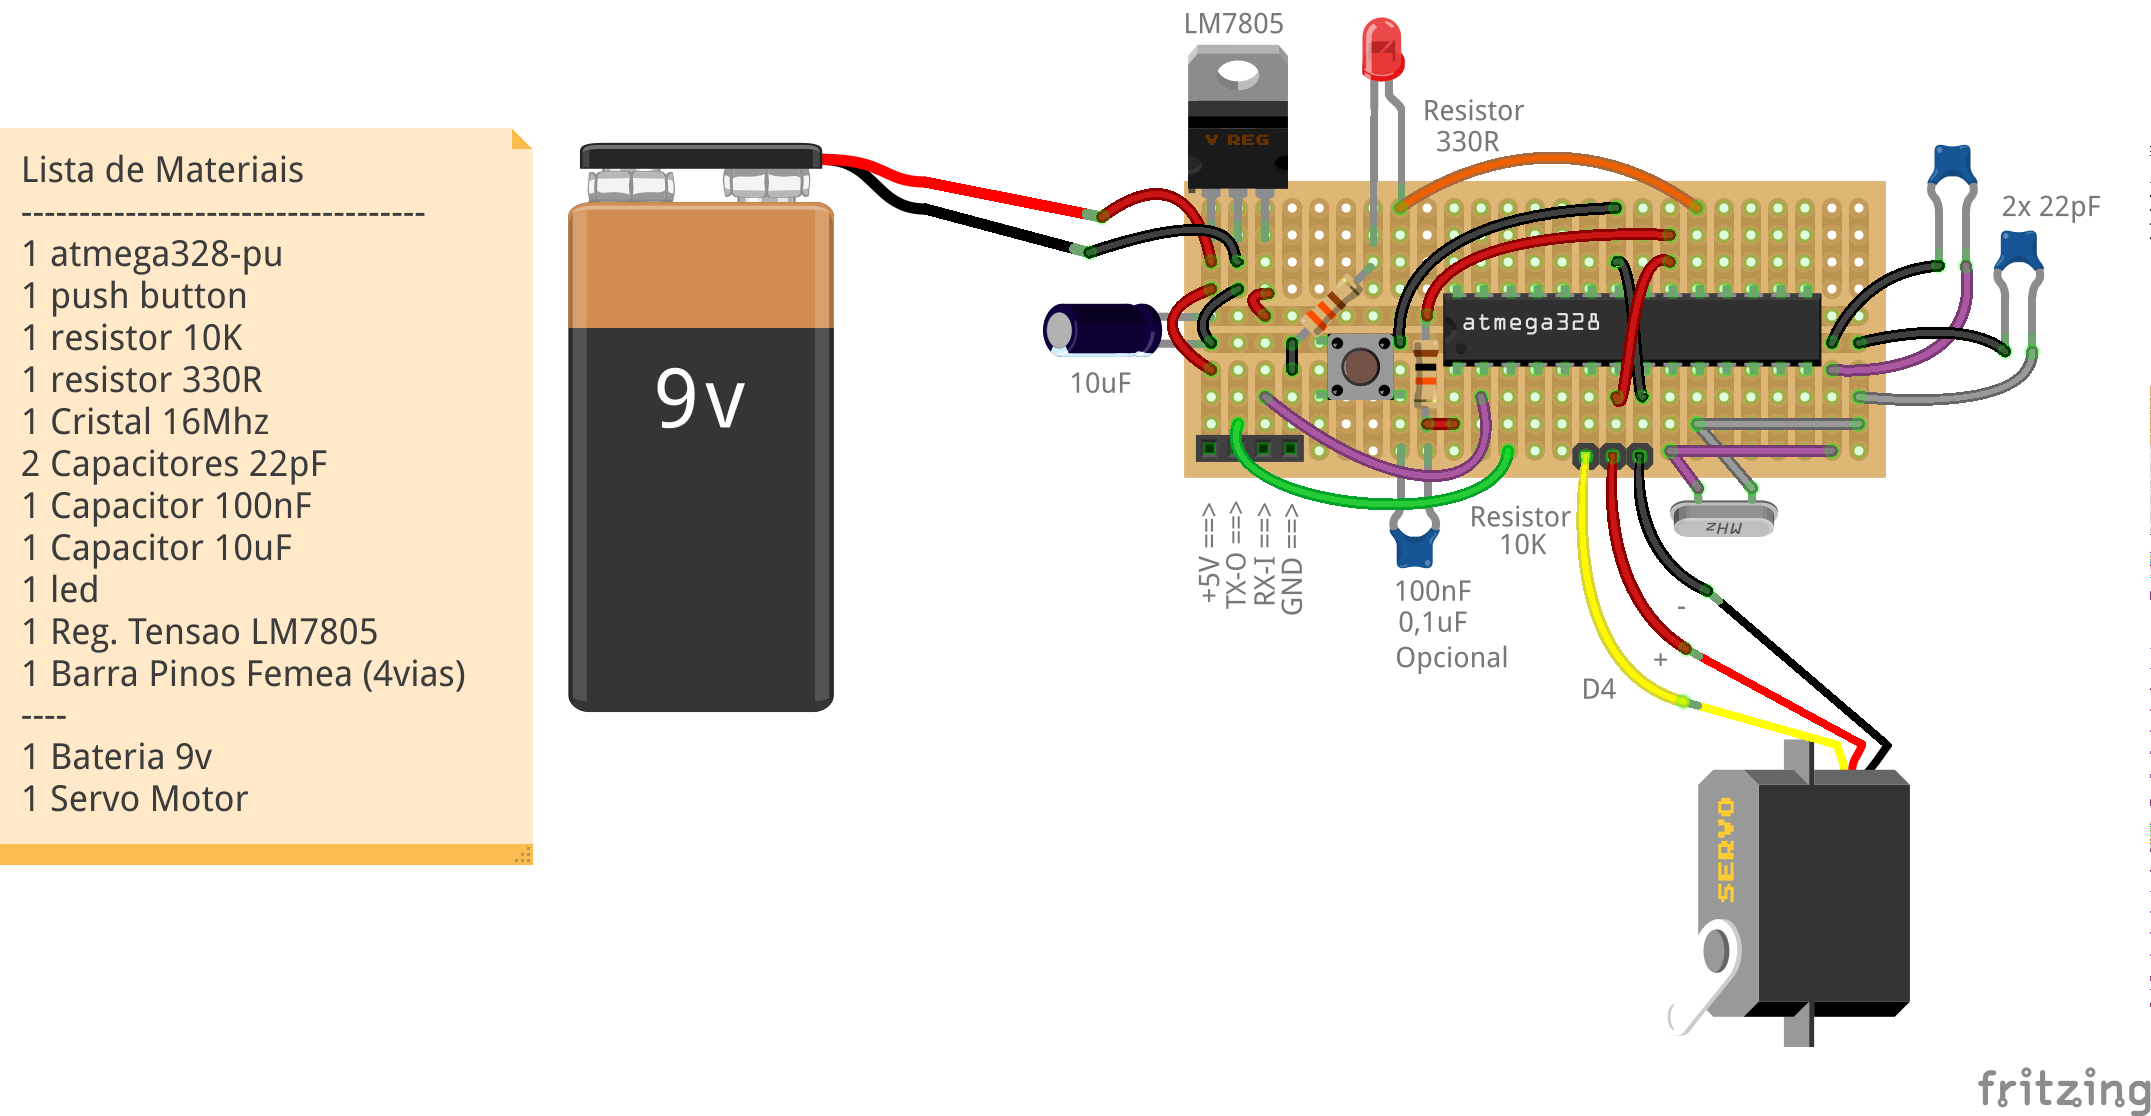 Lista de Materiais
----------------------------------
1 atmega328-pu
1 push button
1 resistor 10K
1 resistor 330R
1 Cristal 16Mhz
2 Capacitores 22pF
1 Capacitor 100nF
1 Capacitor 10uF
1 led
1 Reg. Tensao LM7805
1 Barra Pinos Femea (4vias)
----
1 Bateria 9v
1 Servo Motor
9v
LM7805
V REG
Resistor
330R
2x 22pF
atmega328
10uF
+5V ==>
TX-O ==>
RX-I ==>
GND ==>
Resistor
10K
MHz
100nF
0,1uF
Opcional
-
+
D4
SERVO
fritzing